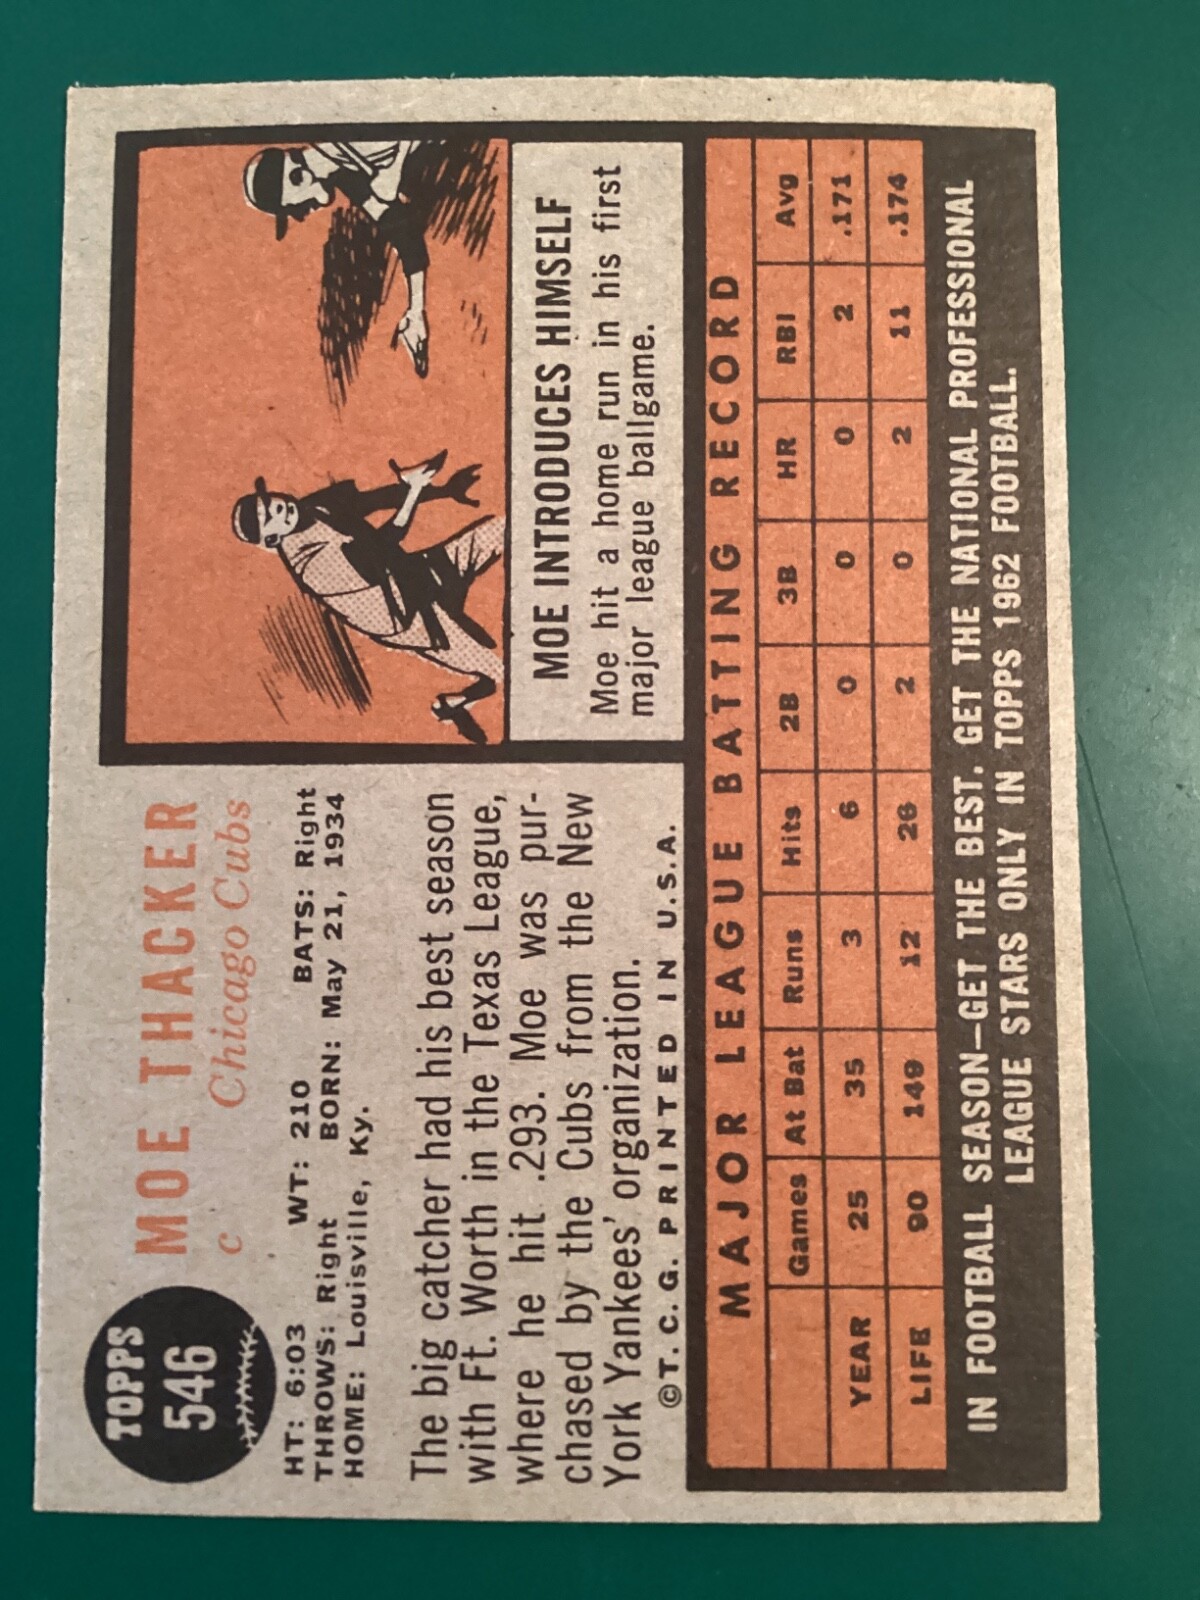 TOPPS
546
MOE THACKER
C Chicago Cubs
HT: 6:03 WT: 210 BATS: Right
THROWS: Right BORN: May 21, 1934
HOME: Louisville, Ky.
The big catcher had his best season
with Ft. Worth in the Texas League,
where he hit .293. Moe was pur-
chased by the Cubs from the New
York Yankees' organization.
©T. C. G. PRINTED IN U.S.A.
MOE INTRODUCES HIMSELF
Moe hit a home run in his first
major league ballgame.
MAJOR LEAGUE BATTING RECORD
Games At Bat Runs Hits 2B 3B HR RBI Avg
YEAR 25 35 3 6 0 0 0 2 .171
LIFE 90 149 12 26 2 0 2 11 .174
IN FOOTBALL SEASON—GET THE BEST. GET THE NATIONAL PROFESSIONAL
LEAGUE STARS ONLY IN TOPPS 1962 FOOTBALL.